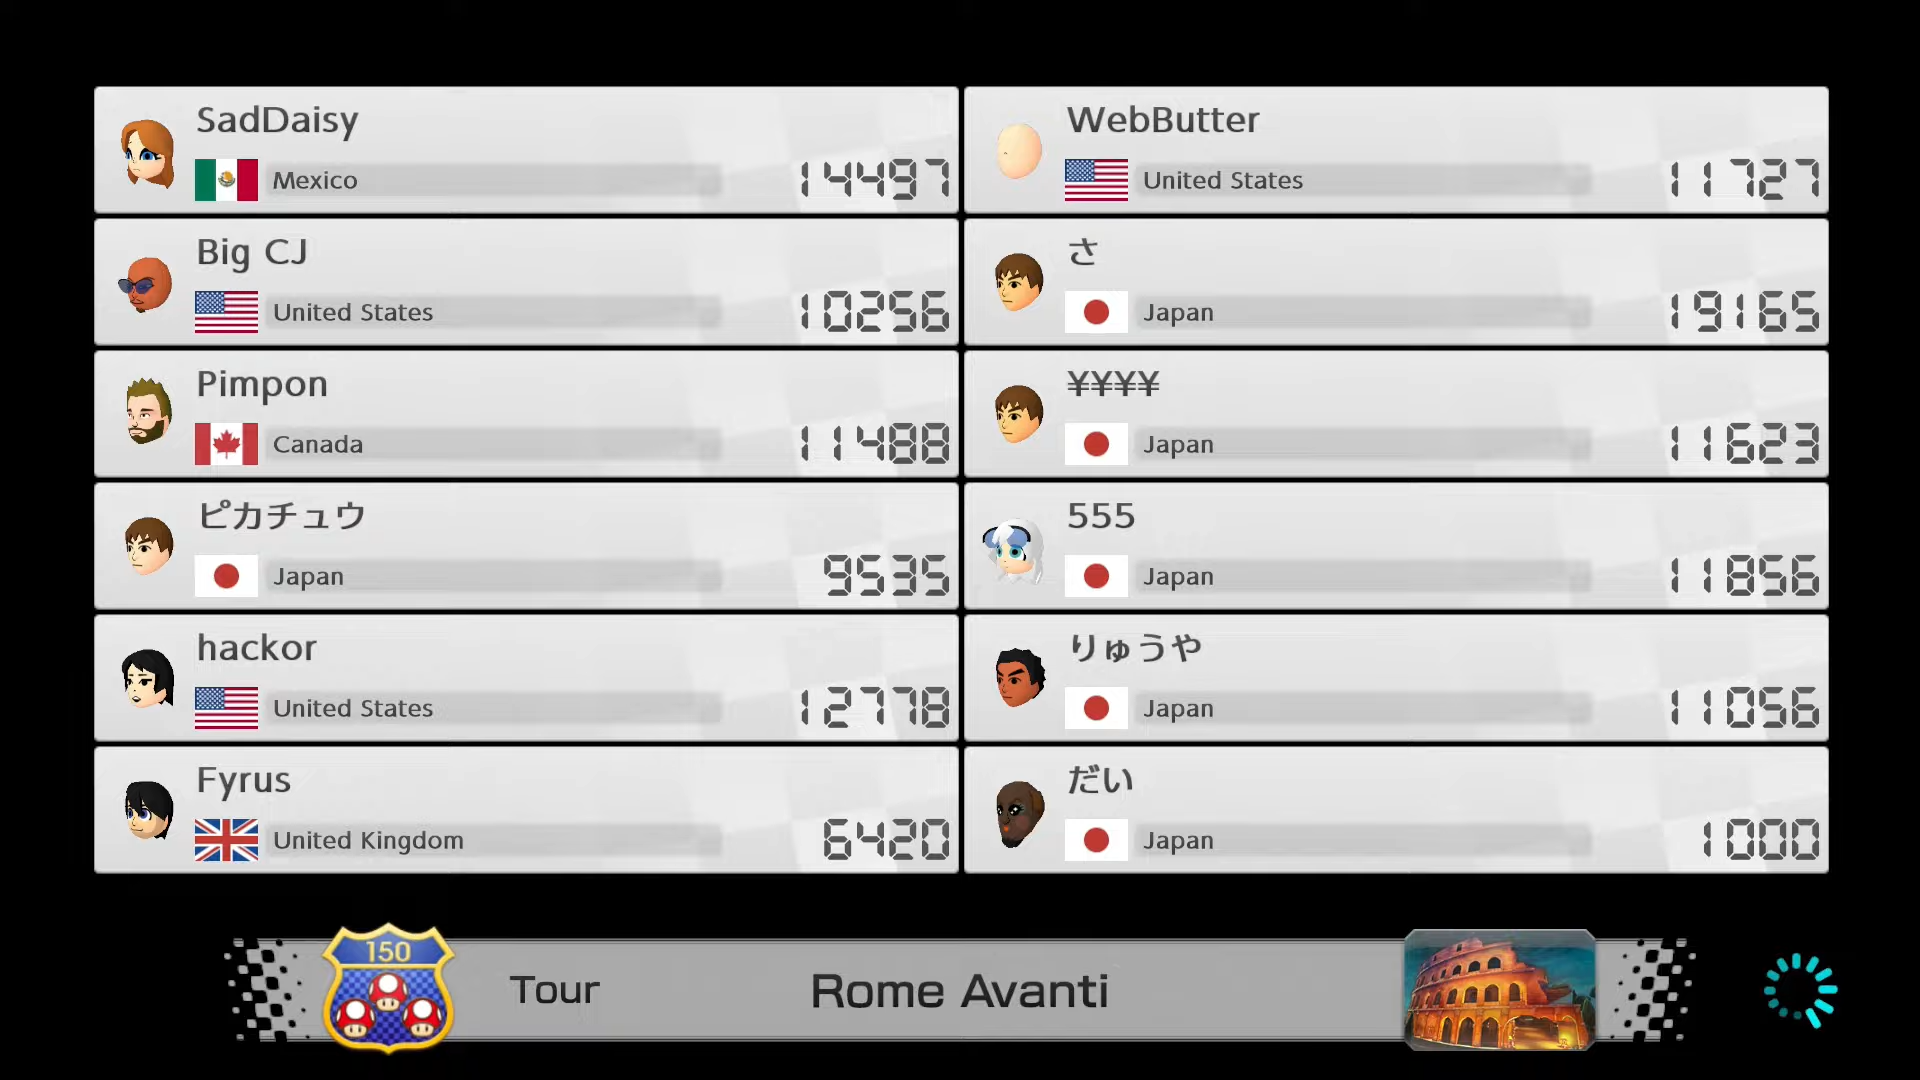 SadDaisy
Mexico 14497
WebButter
United States 11727
Big CJ
United States 10256
さ
Japan 19165
Pimpon
Canada 11488
¥¥¥¥
Japan 11623
ピカチュウ
Japan 9535
555
Japan 11856
hackor
United States 12778
りゅうや
Japan 11056
Fyrus
United Kingdom 6420
だい
Japan 1000
150 Tour Rome Avanti